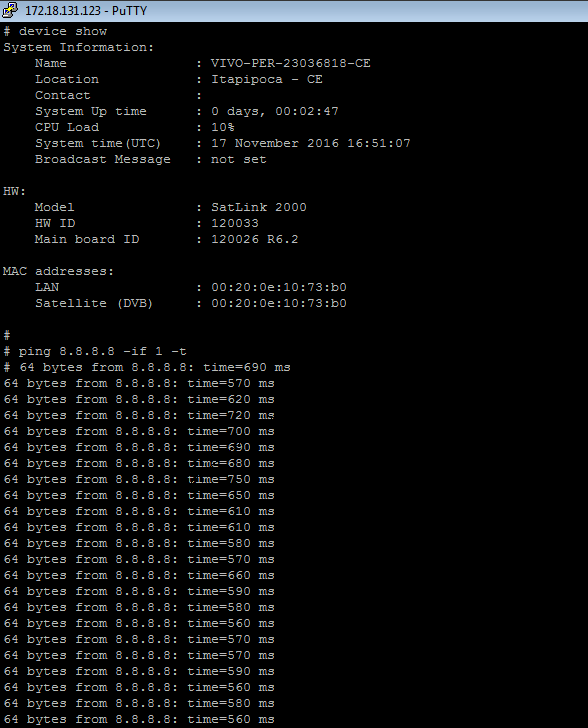 172.18.131.123 - PuTTY
# device show
System Information:
Name : VIVO-PER-23036818-CE
Location : Itapipoca - CE
Contact :
System Up time : 0 days, 00:02:47
CPU Load : 10%
System time(UTC) : 17 November 2016 16:51:07
Broadcast Message : not set
HW:
Model : SatLink 2000
HW ID : 120033
Main board ID : 120026 R6.2
MAC addresses:
LAN : 00:20:0e:10:73:b0
Satellite (DVB) : 00:20:0e:10:73:b0
#
# ping 8.8.8.8 -if 1 -t
# 64 bytes from 8.8.8.8: time=690 ms
64 bytes from 8.8.8.8: time=570 ms
64 bytes from 8.8.8.8: time=620 ms
64 bytes from 8.8.8.8: time=720 ms
64 bytes from 8.8.8.8: time=700 ms
64 bytes from 8.8.8.8: time=690 ms
64 bytes from 8.8.8.8: time=680 ms
64 bytes from 8.8.8.8: time=750 ms
64 bytes from 8.8.8.8: time=650 ms
64 bytes from 8.8.8.8: time=610 ms
64 bytes from 8.8.8.8: time=610 ms
64 bytes from 8.8.8.8: time=580 ms
64 bytes from 8.8.8.8: time=570 ms
64 bytes from 8.8.8.8: time=660 ms
64 bytes from 8.8.8.8: time=590 ms
64 bytes from 8.8.8.8: time=580 ms
64 bytes from 8.8.8.8: time=560 ms
64 bytes from 8.8.8.8: time=570 ms
64 bytes from 8.8.8.8: time=570 ms
64 bytes from 8.8.8.8: time=590 ms
64 bytes from 8.8.8.8: time=560 ms
64 bytes from 8.8.8.8: time=580 ms
64 bytes from 8.8.8.8: time=560 ms